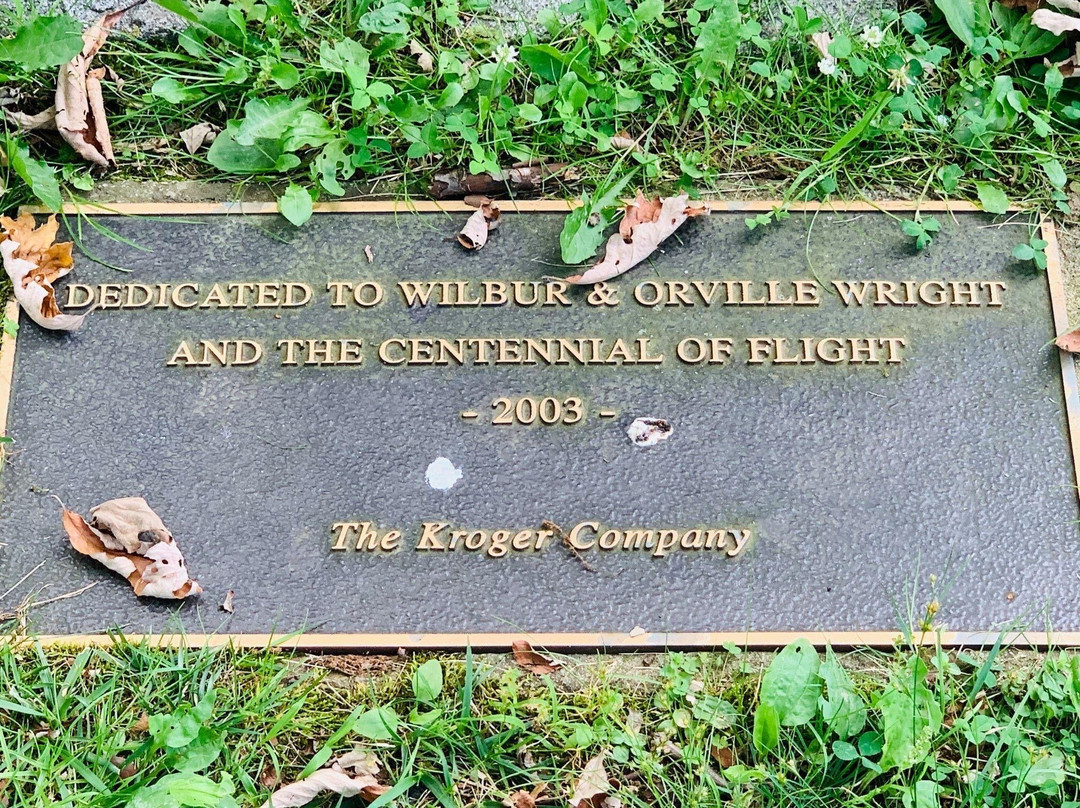 DEDICATED TO WILBUR & ORVILLE WRIGHT
AND THE CENTENNIAL OF FLIGHT
- 2003 -
The Kroger Company